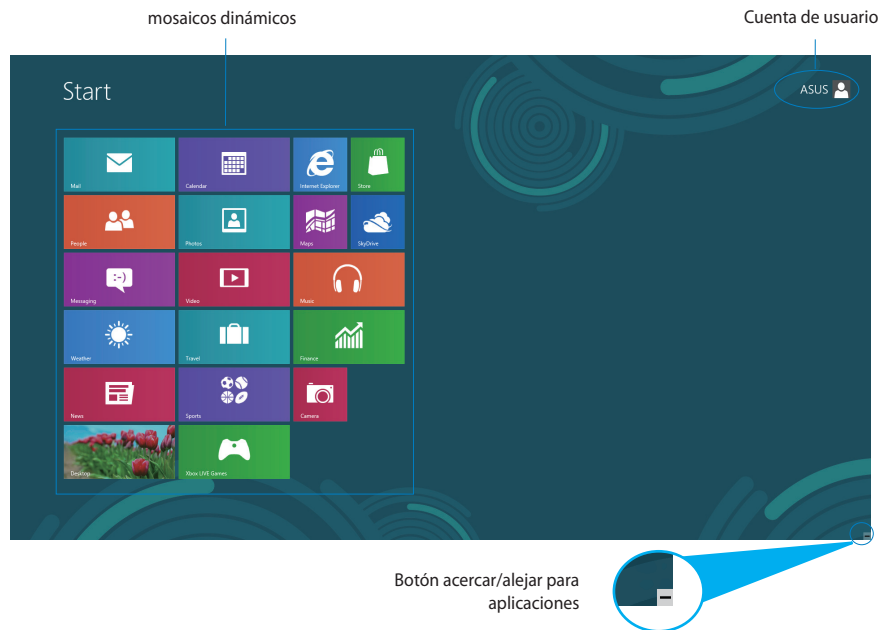 mosaicos dinámicos
Cuenta de usuario
Start
ASUS
Mail
Calendar
Internet Explorer
Store
People
Photos
Maps
SkyDrive
Messaging
:-)
Video
Music
Weather
Travel
Finance
News
Sports
Camera
Desktop
Xbox LIVE Games
Botón acercar/alejar para
aplicaciones